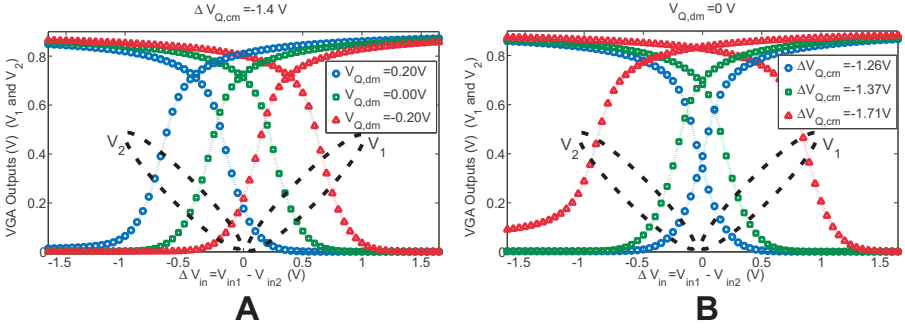 Δ V_Q,cm =-1.4 V
VGA Outputs (V) (V_1 and V_2)
0.8
0.6
0.4
0.2
0
-1.5 -1 -0.5 0 0.5 1 1.5
Δ V_in =V_in1 - V_in2 (V)
V_Q,dm =0.20V
V_Q,dm =0.00V
V_Q,dm =-0.20V
V_2
V_1
A
V_Q,dm =0 V
VGA Outputs (V) (V_1 and V_2)
0.8
0.6
0.4
0.2
0
-1.5 -1 -0.5 0 0.5 1 1.5
Δ V_in =V_in1 - V_in2 (V)
ΔV_Q,cm =-1.26V
ΔV_Q,cm =-1.37V
ΔV_Q,cm =-1.71V
V_2
V_1
B